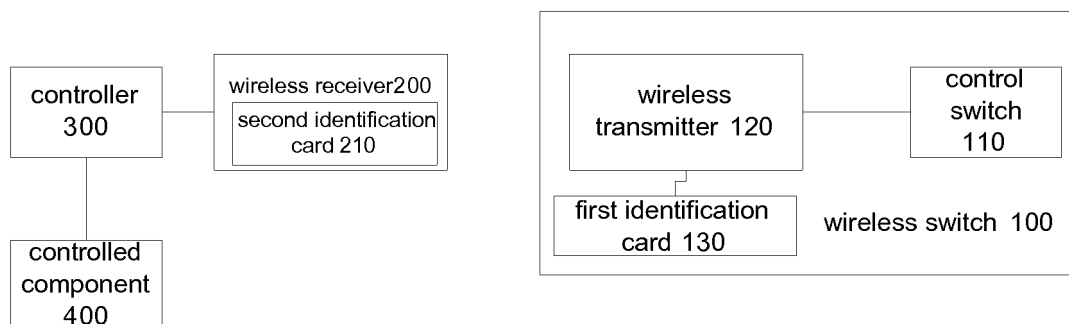 controller
300
wireless receiver200
second identification
card 210
controlled
component
400
wireless
transmitter 120
control
switch
110
first identification
card 130
wireless switch 100